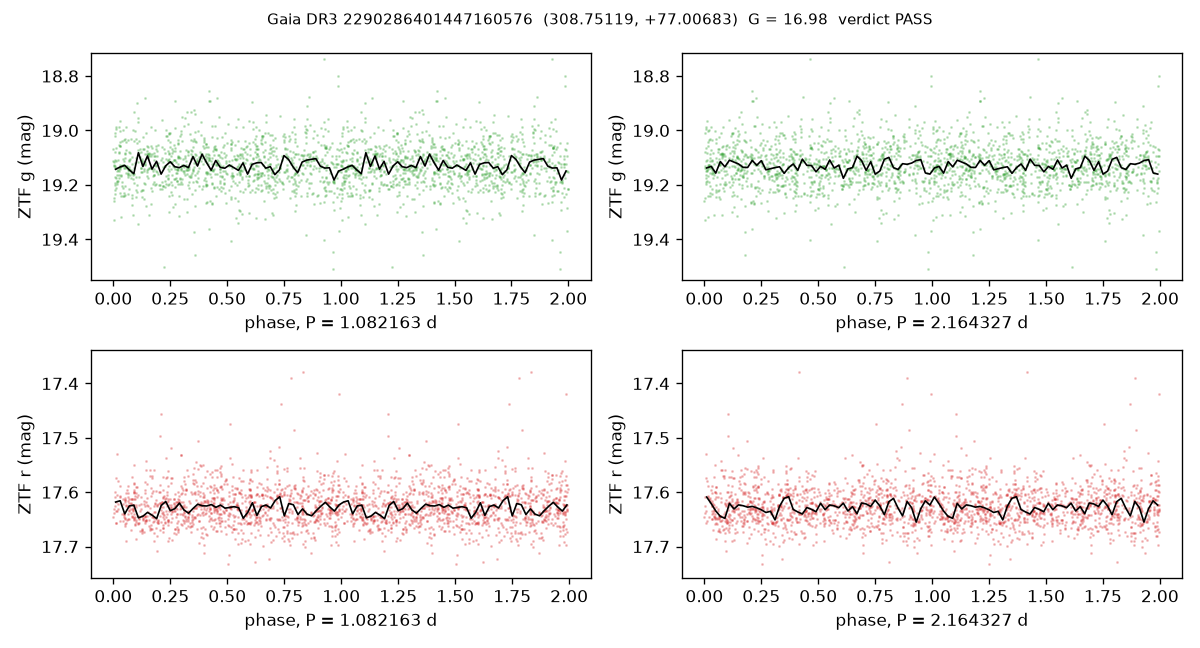 Gaia DR3 2290286401447160576 (308.75119, +77.00683) G = 16.98 verdict PASS
ZTF g (mag)
18.8
19.0
19.2
19.4
0.00 0.25 0.50 0.75 1.00 1.25 1.50 1.75 2.00
phase, P = 1.082163 d
ZTF g (mag)
18.8
19.0
19.2
19.4
0.00 0.25 0.50 0.75 1.00 1.25 1.50 1.75 2.00
phase, P = 2.164327 d
ZTF r (mag)
17.4
17.5
17.6
17.7
0.00 0.25 0.50 0.75 1.00 1.25 1.50 1.75 2.00
phase, P = 1.082163 d
ZTF r (mag)
17.4
17.5
17.6
17.7
0.00 0.25 0.50 0.75 1.00 1.25 1.50 1.75 2.00
phase, P = 2.164327 d